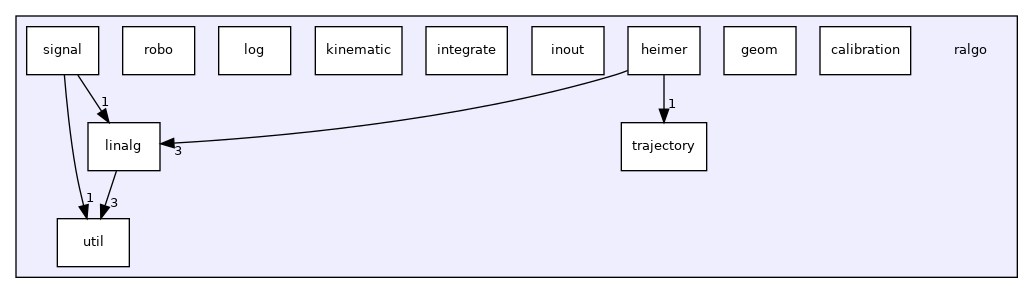 signal
robo
log
kinematic
integrate
inout
heimer
geom
calibration
ralgo
1
1
3
linalg
trajectory
1
3
util